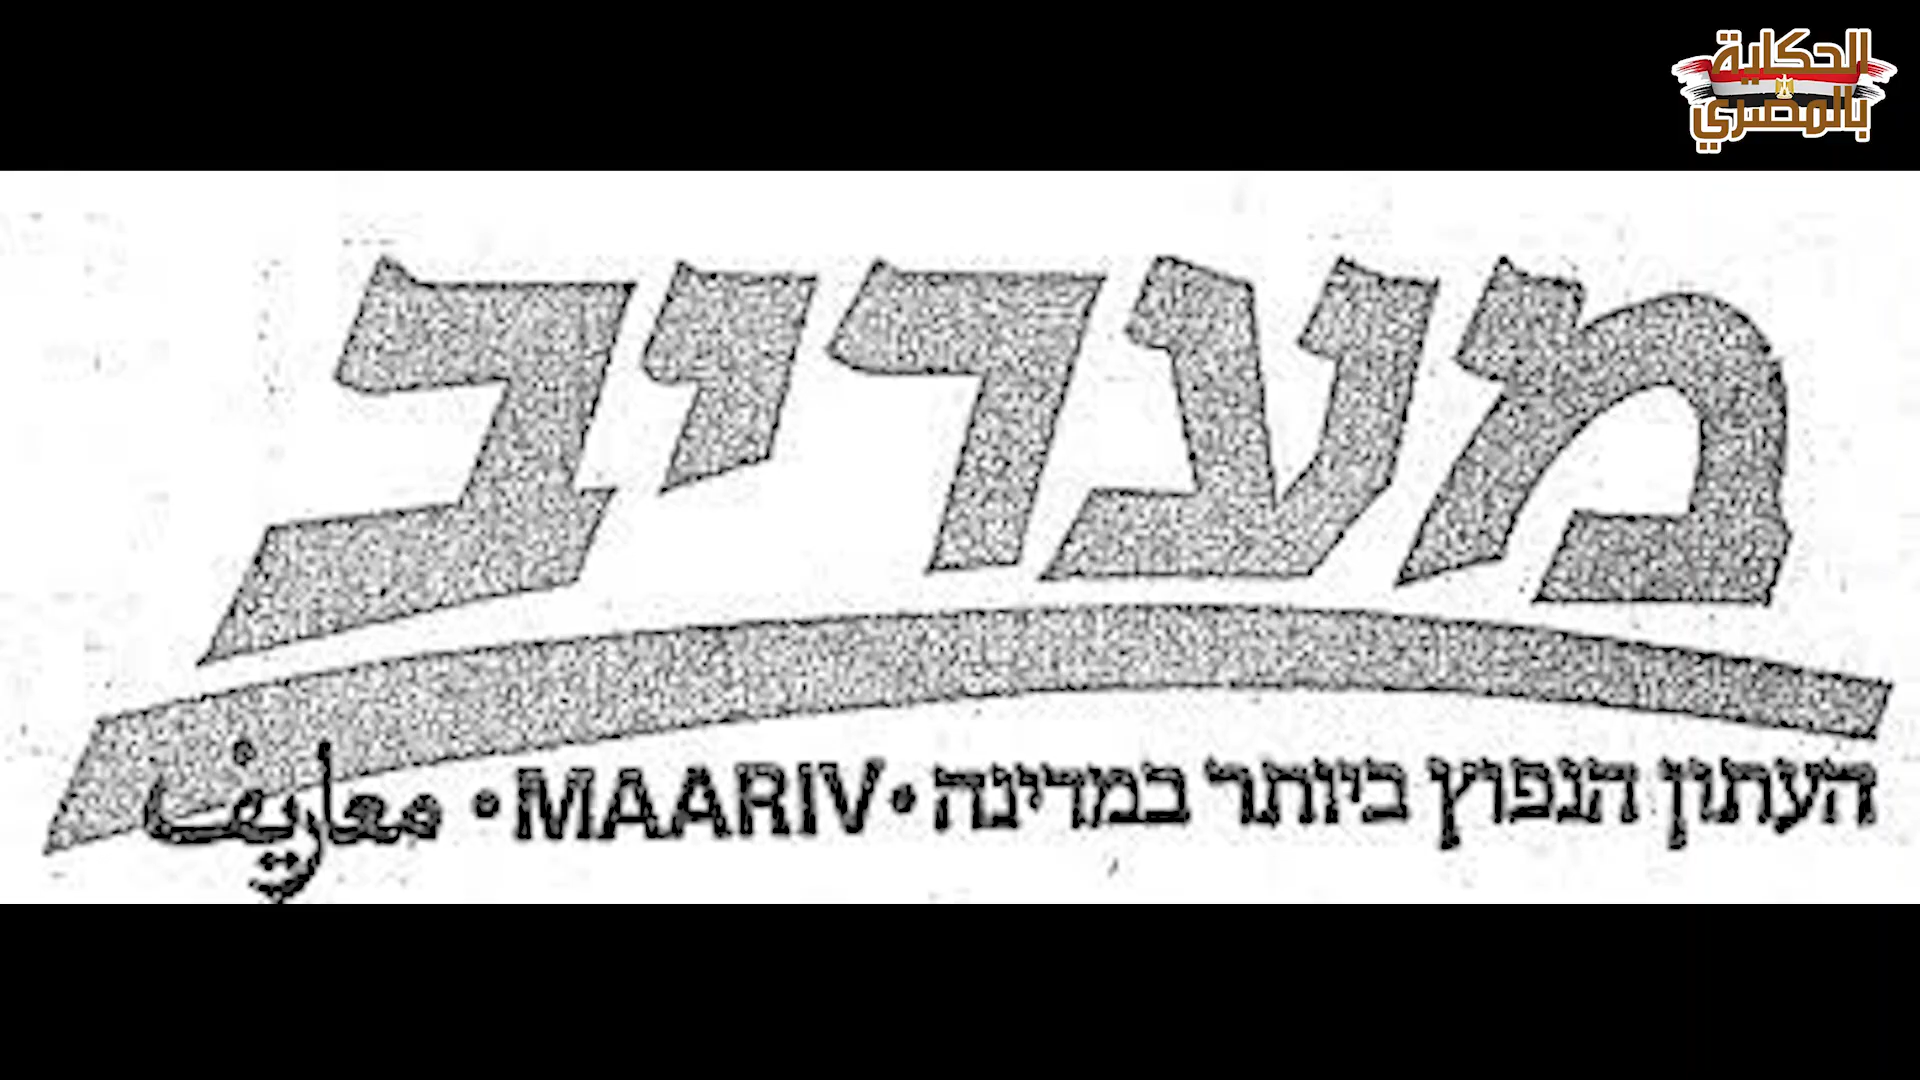 الحكاية
بالمصري
מעריב
העתון הנפוץ ביותר במדינה • MAARIV • معاريف